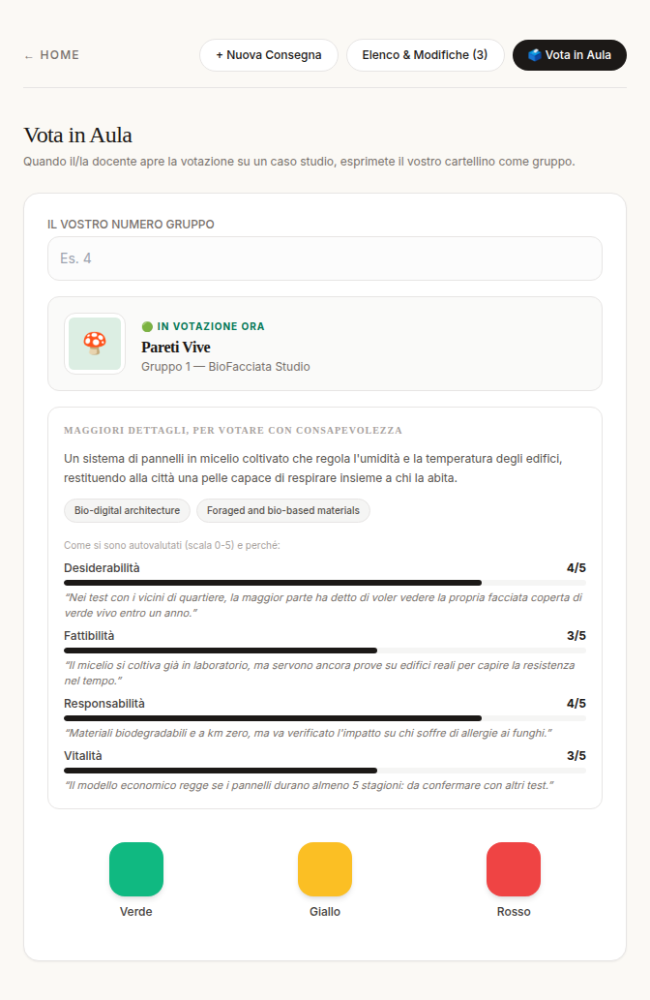 ← HOME
+ Nuova Consegna
Elenco & Modifiche (3)
🗳️ Vota in Aula
Vota in Aula
Quando il/la docente apre la votazione su un caso studio, esprimete il vostro cartellino come gruppo.
IL VOSTRO NUMERO GRUPPO
Es. 4
🟢 IN VOTAZIONE ORA
Pareti Vive
Gruppo 1 — BioFacciata Studio
MAGGIORI DETTAGLI, PER VOTARE CON CONSAPEVOLEZZA
Un sistema di pannelli in micelio coltivato che regola l'umidità e la temperatura degli edifici,
restituendo alla città una pelle capace di respirare insieme a chi la abita.
Bio-digital architecture
Foraged and bio-based materials
Come si sono autovalutati (scala 0-5) e perché:
Desiderabilità 4/5
“Nei test con i vicini di quartiere, la maggior parte ha detto di voler vedere la propria facciata coperta di
verde vivo entro un anno.”
Fattibilità 3/5
“Il micelio si coltiva già in laboratorio, ma servono ancora prove su edifici reali per capire la resistenza
nel tempo.”
Responsabilità 4/5
“Materiali biodegradabili e a km zero, ma va verificato l'impatto su chi soffre di allergie ai funghi.”
Vitalità 3/5
“Il modello economico regge se i pannelli durano almeno 5 stagioni: da confermare con altri test.”
Verde
Giallo
Rosso